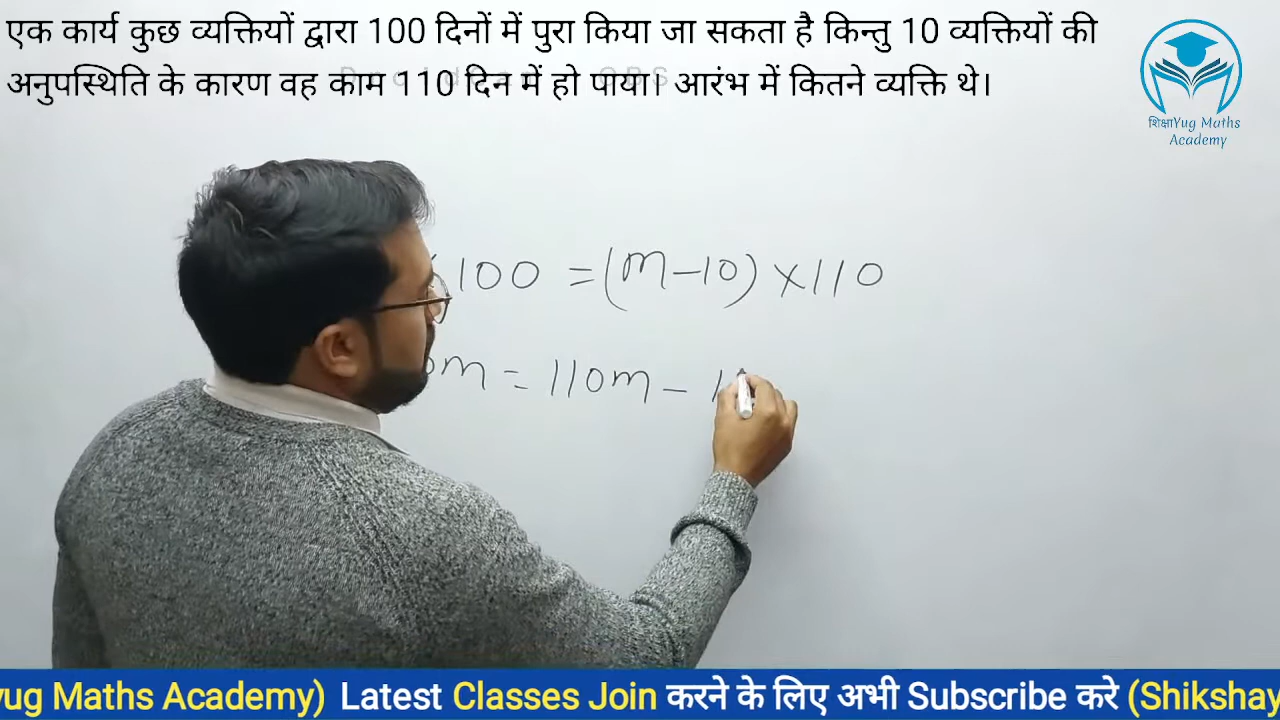 एक कार्य कुछ व्यक्तियों द्वारा 100 दिनों में पुरा किया जा सकता है किन्तु 10 व्यक्तियों की
अनुपस्थिति के कारण वह काम 110 दिन में हो पाया। आरंभ में कितने व्यक्ति थे।
शिक्षाYug Maths
Academy
100 = (m-10) × 110
m = 110m -
yug Maths Academy) Latest Classes Join करने के लिए अभी Subscribe करे (Shikshay